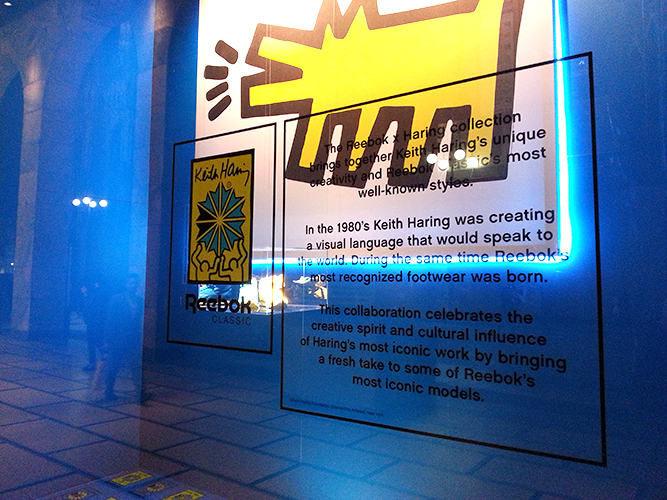 Keith Haring
Reebok
CLASSIC
The Reebok x Haring collection
brings together Keith Haring's unique
creativity and Reebok Classic's most
well-known styles.
In the 1980's Keith Haring was creating
a visual language that would speak to
the world. During the same time Reebok's
most recognized footwear was born.
This collaboration celebrates the
creative spirit and cultural influence
of Haring's most iconic work by bringing
a fresh take to some of Reebok's
most iconic models.